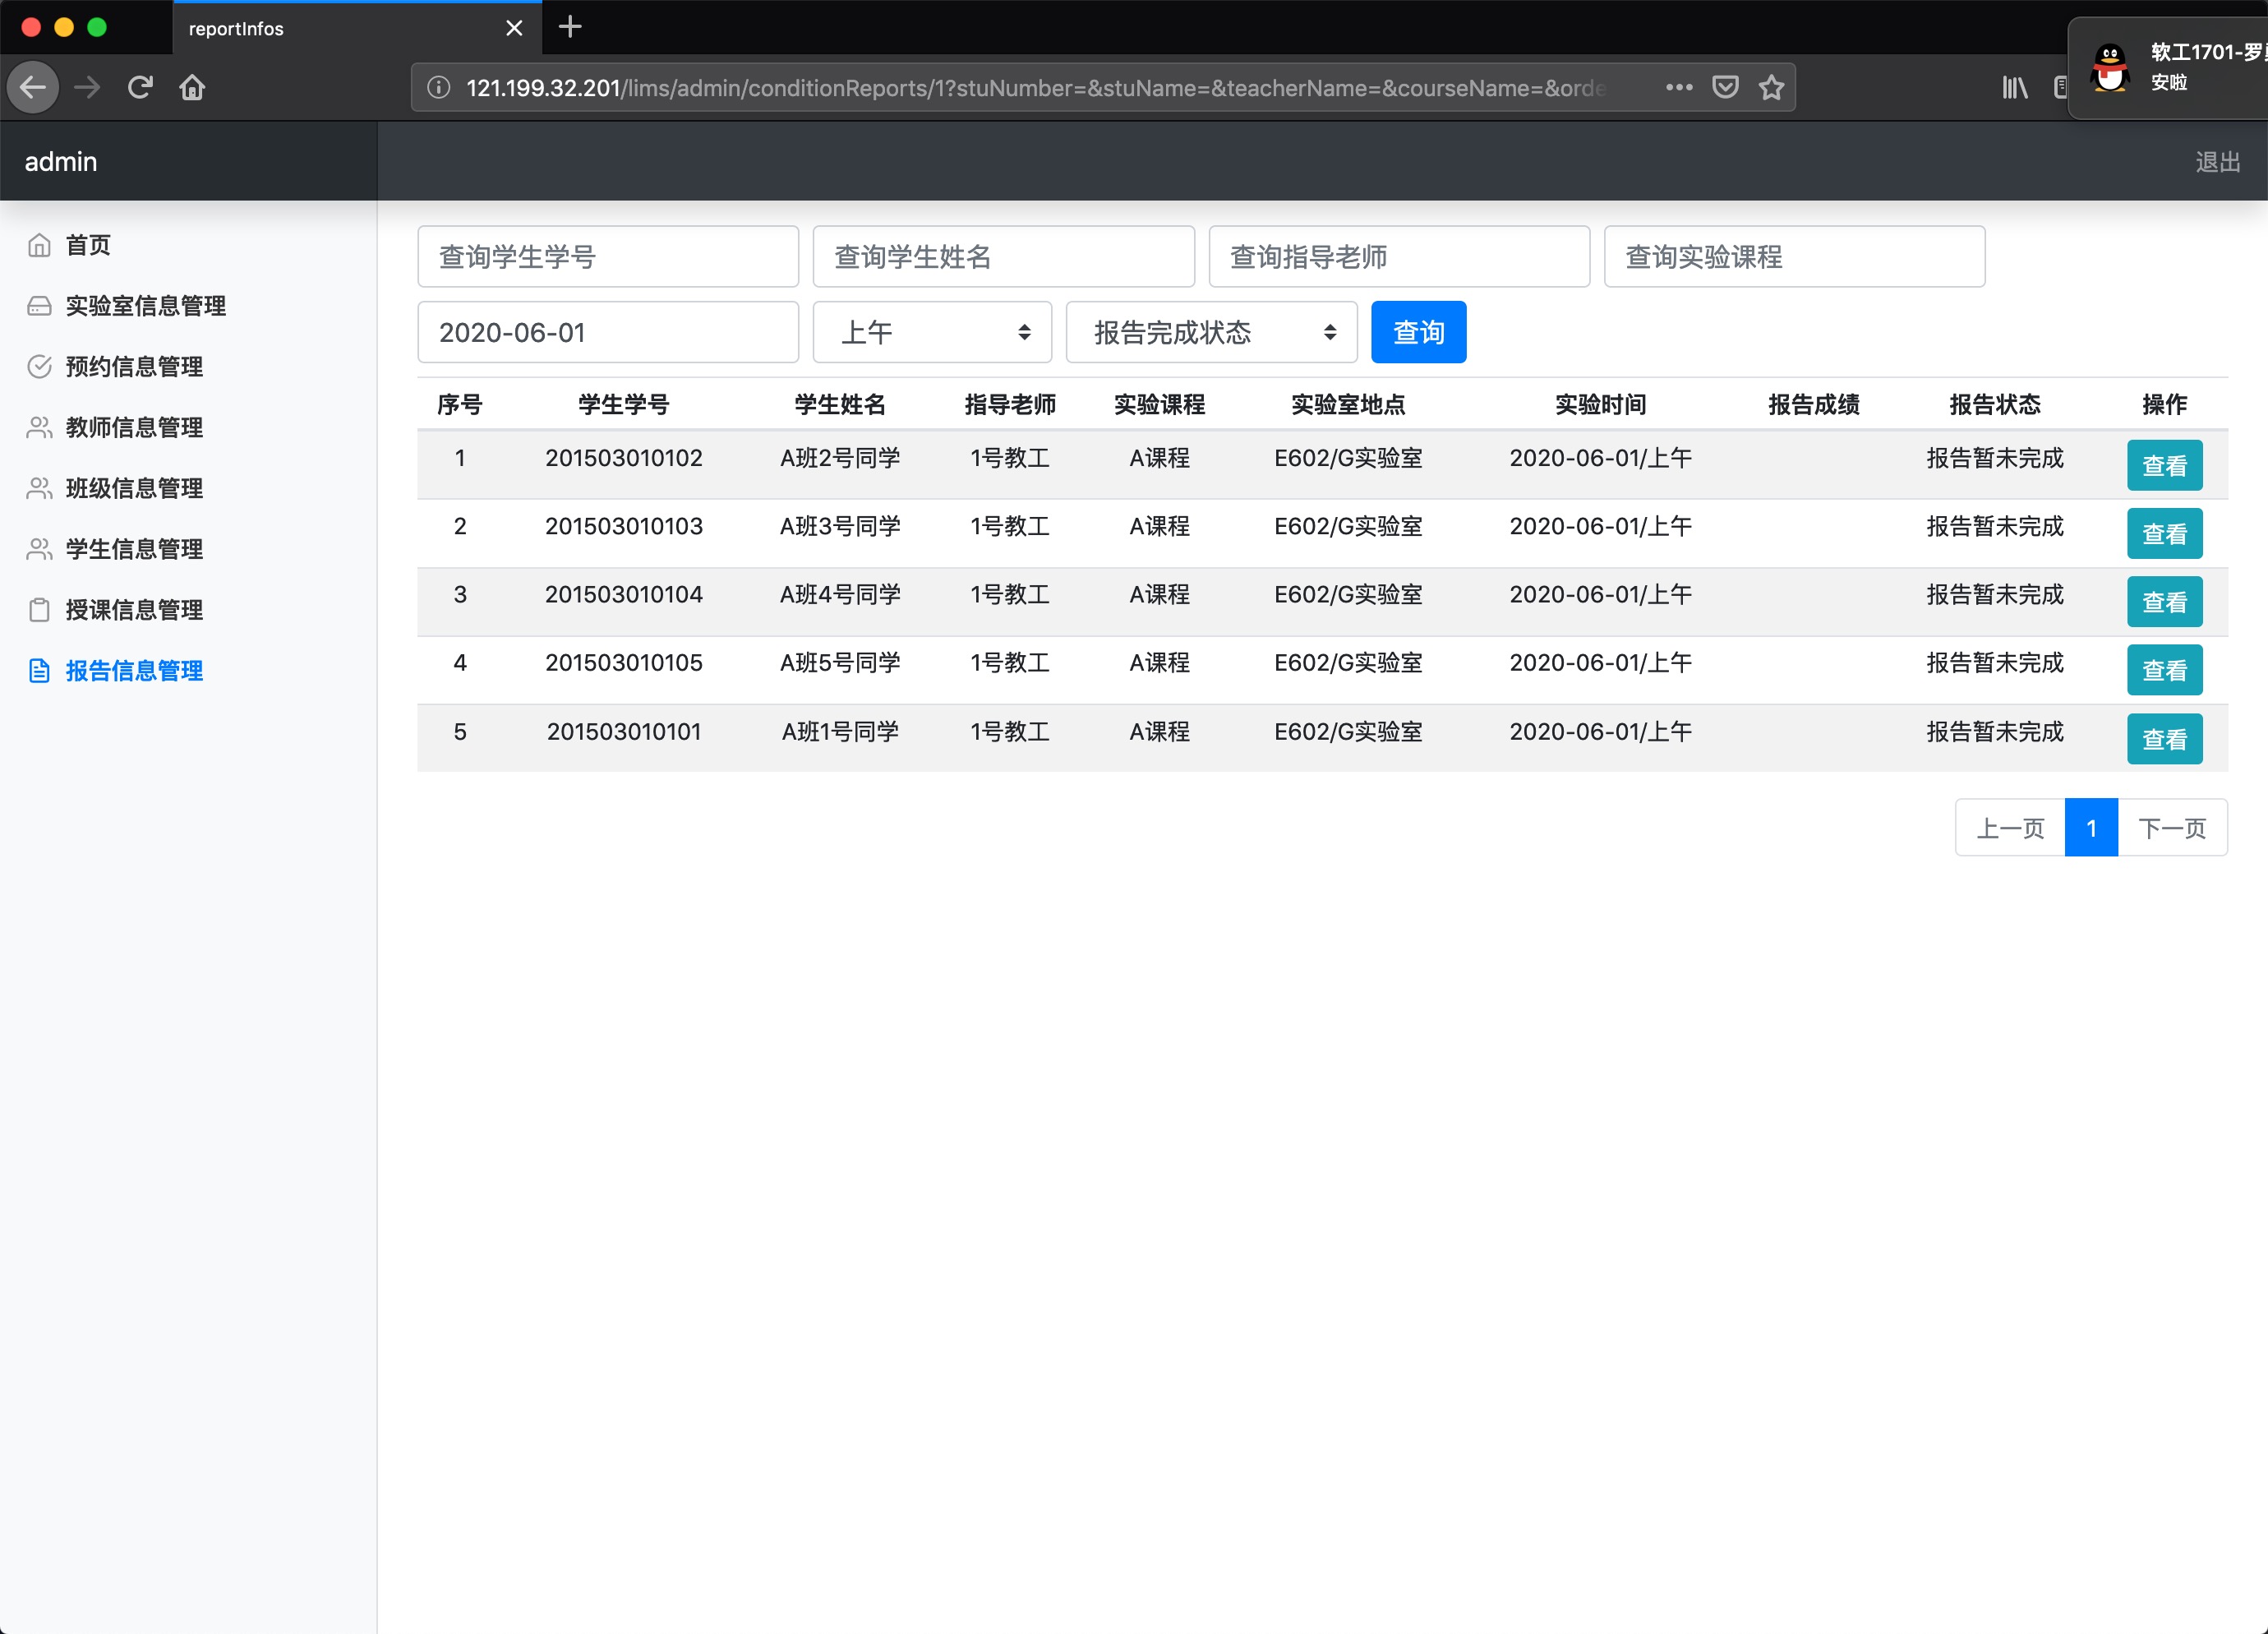 reportInfos
软工1701-罗
安啦
121.199.32.201/lims/admin/conditionReports/1?stuNumber=&stuName=&teacherName=&courseName=&orde
admin
退出
首页
实验室信息管理
预约信息管理
教师信息管理
班级信息管理
学生信息管理
授课信息管理
报告信息管理
查询学生学号 查询学生姓名 查询指导老师 查询实验课程
2020-06-01 上午 报告完成状态 查询
序号 学生学号 学生姓名 指导老师 实验课程 实验室地点 实验时间 报告成绩 报告状态 操作
1 201503010102 A班2号同学 1号教工 A课程 E602/G实验室 2020-06-01/上午 报告暂未完成 查看
2 201503010103 A班3号同学 1号教工 A课程 E602/G实验室 2020-06-01/上午 报告暂未完成 查看
3 201503010104 A班4号同学 1号教工 A课程 E602/G实验室 2020-06-01/上午 报告暂未完成 查看
4 201503010105 A班5号同学 1号教工 A课程 E602/G实验室 2020-06-01/上午 报告暂未完成 查看
5 201503010101 A班1号同学 1号教工 A课程 E602/G实验室 2020-06-01/上午 报告暂未完成 查看
上一页 1 下一页